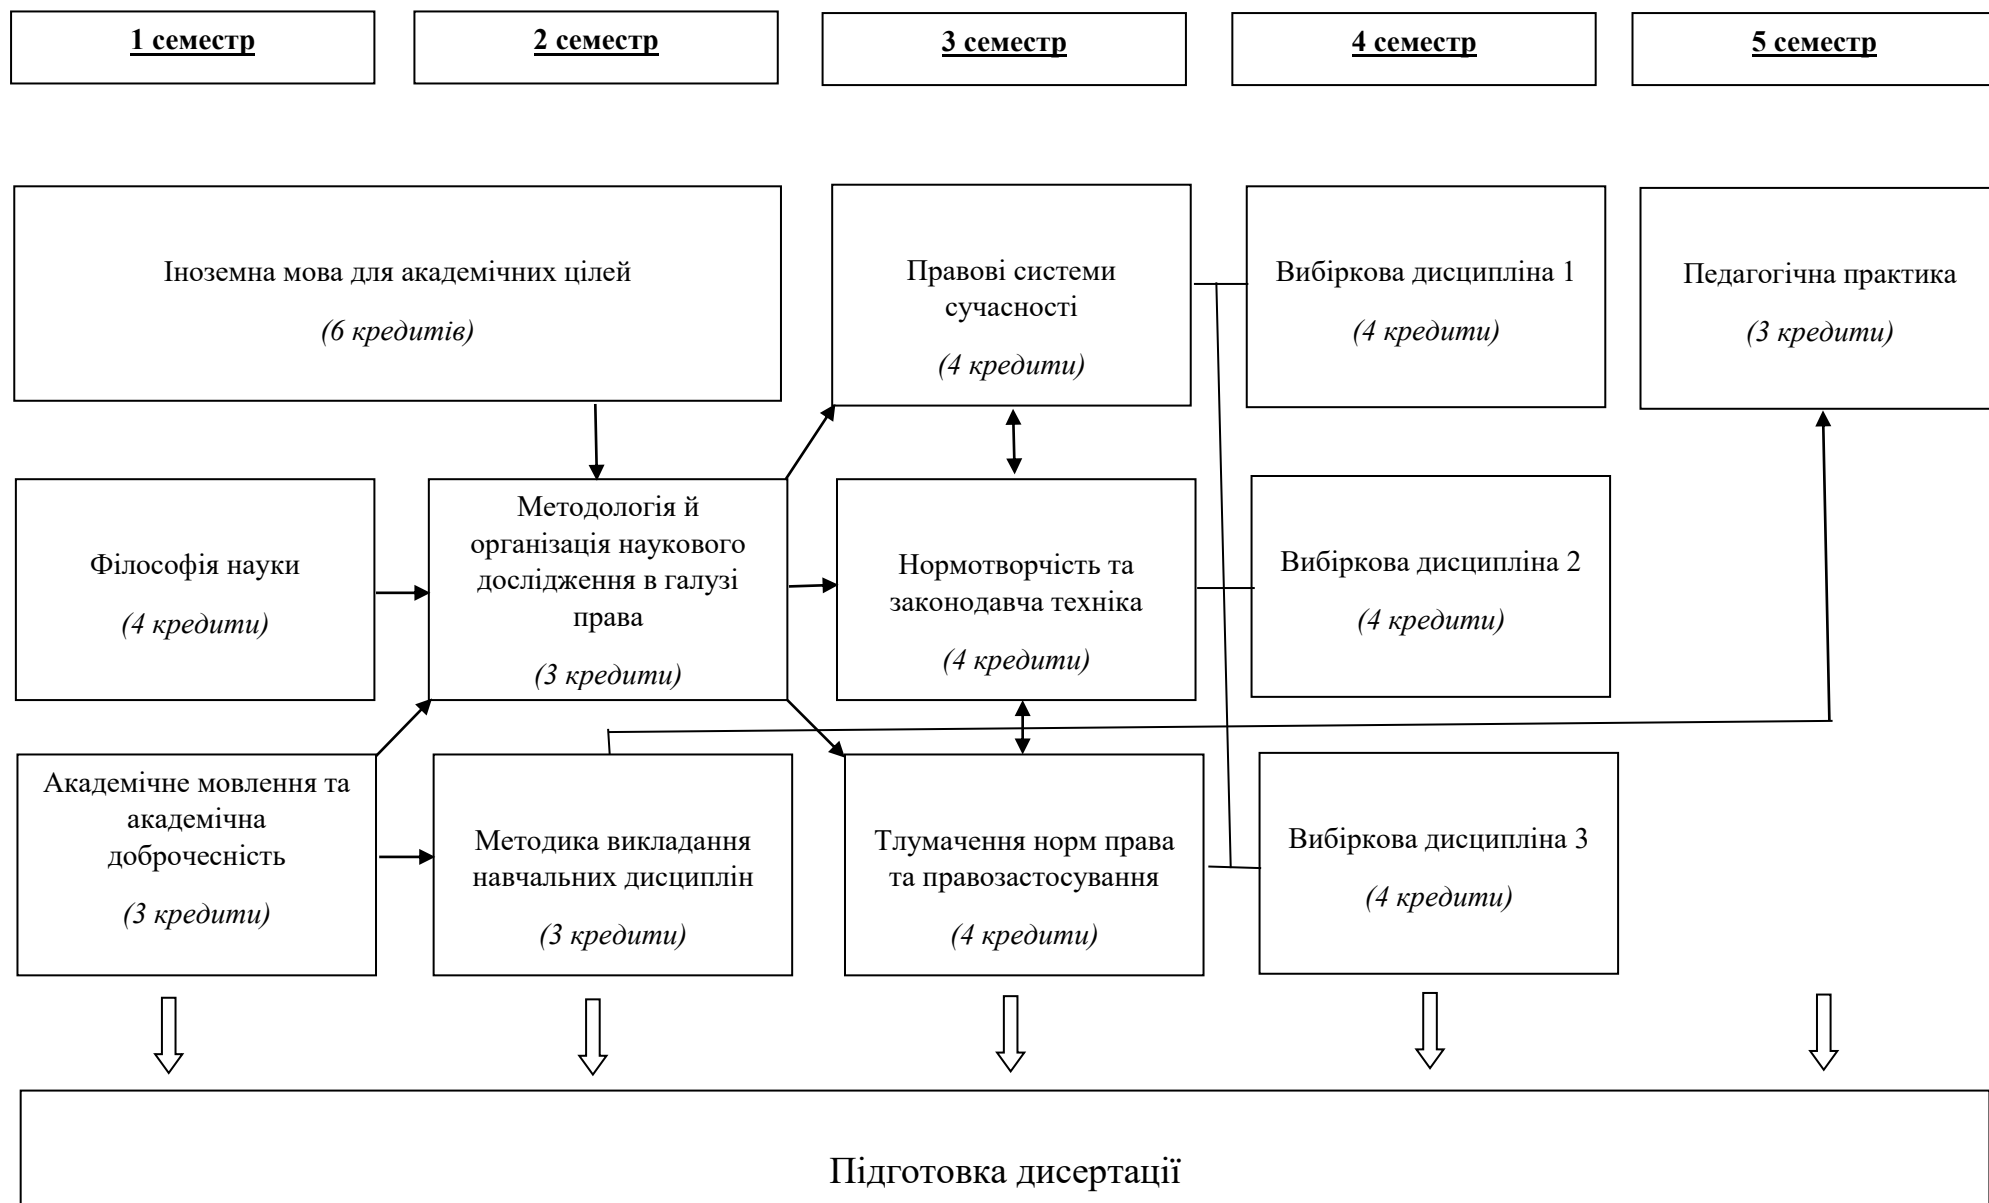 1 семестр
2 семестр
3 семестр
4 семестр
5 семестр
Іноземна мова для академічних цілей
(6 кредитів)
Правові системи
сучасності
(4 кредити)
Вибіркова дисципліна 1
(4 кредити)
Педагогічна практика
(3 кредити)
Філософія науки
(4 кредити)
Методологія й
організація наукового
дослідження в галузі
права
(3 кредити)
Нормотворчість та
законодавча техніка
(4 кредити)
Вибіркова дисципліна 2
(4 кредити)
Академічне мовлення та
академічна
доброчесність
(3 кредити)
Методика викладання
навчальних дисциплін
(3 кредити)
Тлумачення норм права
та правозастосування
(4 кредити)
Вибіркова дисципліна 3
(4 кредити)
Підготовка дисертації